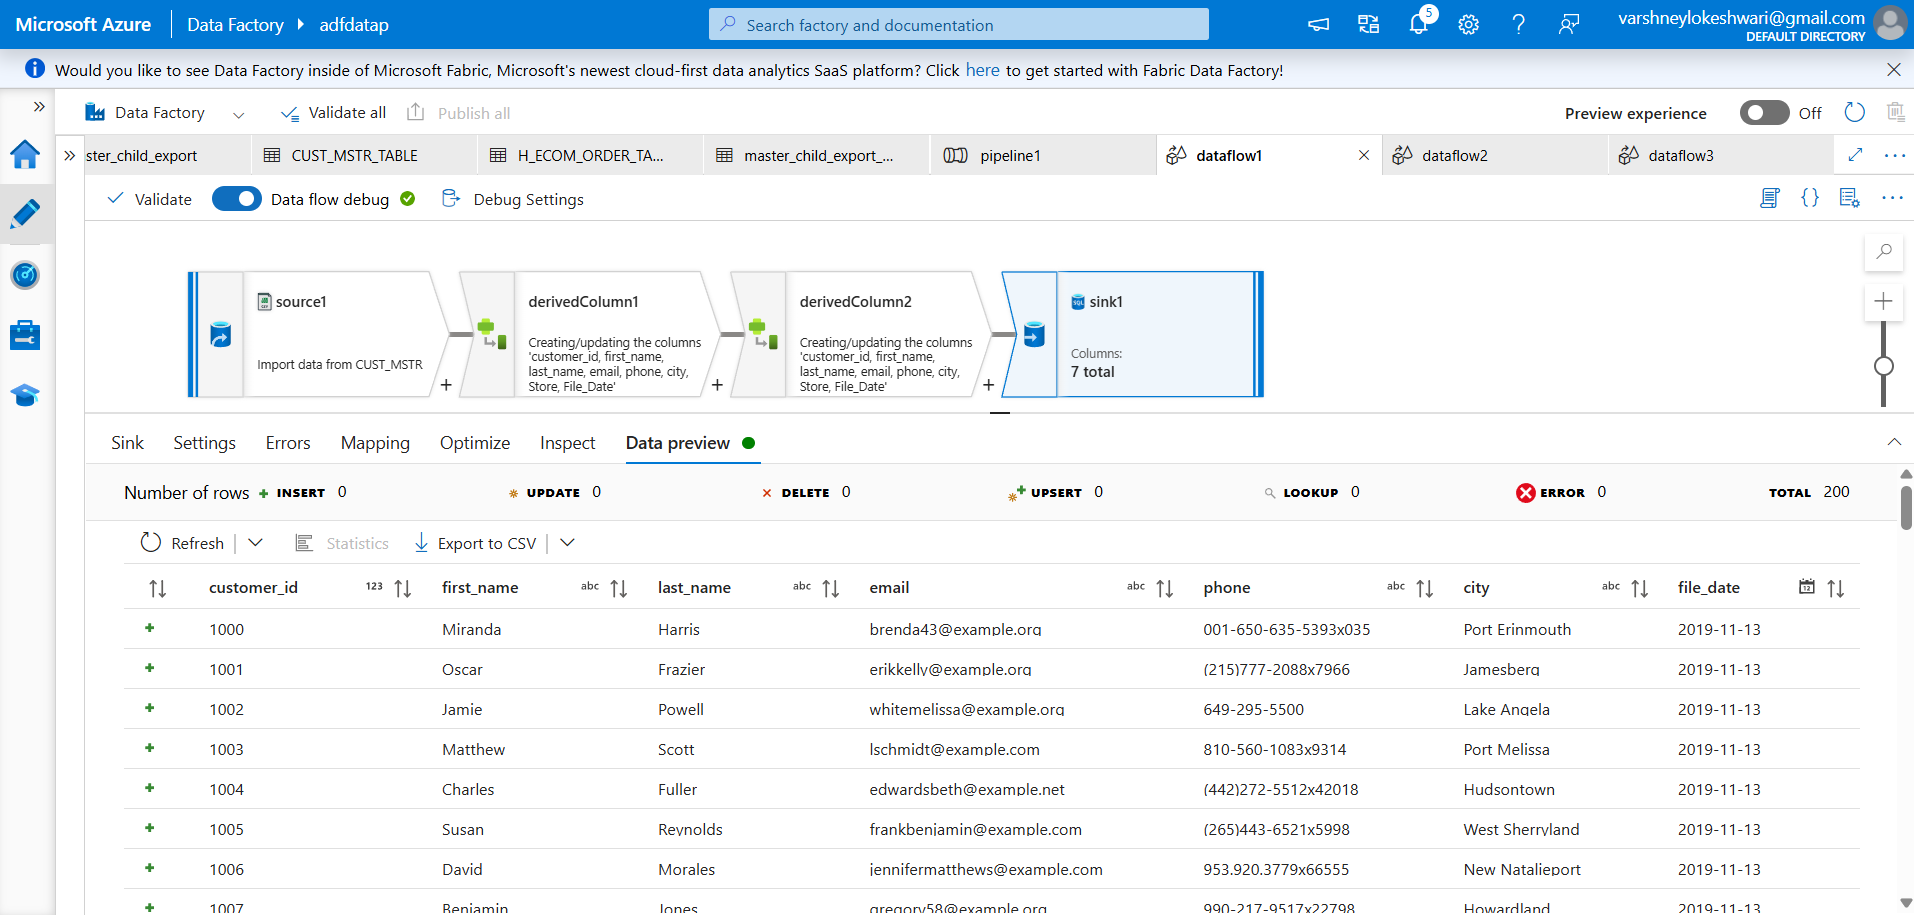 Microsoft Azure Data Factory adfdatap Search factory and documentation 5 varshneylokeshwari@gmail.com
DEFAULT DIRECTORY
Would you like to see Data Factory inside of Microsoft Fabric, Microsoft's newest cloud-first data analytics SaaS platform? Click here to get started with Fabric Data Factory!
Data Factory Validate all Publish all Preview experience Off
ster_child_export CUST_MSTR_TABLE H_ECOM_ORDER_TA... master_child_export_... pipeline1 dataflow1 dataflow2 dataflow3
Validate Data flow debug Debug Settings
source1
Import data from CUST_MSTR
derivedColumn1
Creating/updating the columns
'customer_id, first_name,
last_name, email, phone, city,
Store, File_Date'
derivedColumn2
Creating/updating the columns
'customer_id, first_name,
last_name, email, phone, city,
Store, File_Date'
sink1
Columns:
7 total
Sink Settings Errors Mapping Optimize Inspect Data preview
Number of rows INSERT 0 UPDATE 0 DELETE 0 UPSERT 0 LOOKUP 0 ERROR 0 TOTAL 200
Refresh Statistics Export to CSV
customer_id 123 first_name abc last_name abc email abc phone abc city abc file_date
1000 Miranda Harris brenda43@example.org 001-650-635-5393x035 Port Erinmouth 2019-11-13
1001 Oscar Frazier erikkelly@example.org (215)777-2088x7966 Jamesberg 2019-11-13
1002 Jamie Powell whitemelissa@example.org 649-295-5500 Lake Angela 2019-11-13
1003 Matthew Scott lschmidt@example.com 810-560-1083x9314 Port Melissa 2019-11-13
1004 Charles Fuller edwardsbeth@example.net (442)272-5512x42018 Hudsontown 2019-11-13
1005 Susan Reynolds frankbenjamin@example.com (265)443-6521x5998 West Sherryland 2019-11-13
1006 David Morales jennifermatthews@example.com 953.920.3779x66555 New Natalieport 2019-11-13
1007 Benjamin Jones gregory58@example.org 990-217-9517x22798 Howardland 2019-11-13